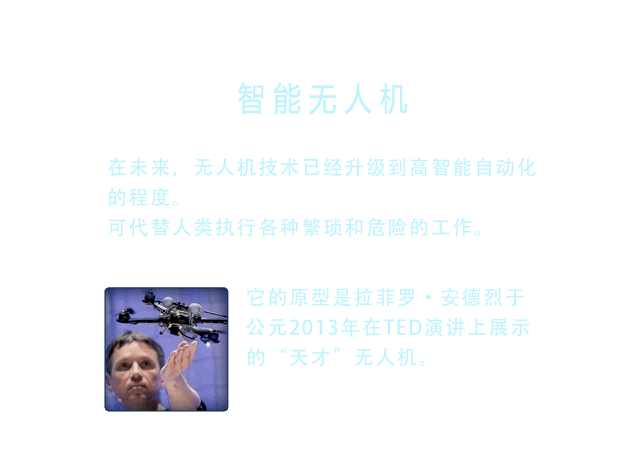 智能无人机
在未来，无人机技术已经升级到高智能自动化
的程度。
可代替人类执行各种繁琐和危险的工作。
它的原型是拉菲罗·安德烈于
公元2013年在TED演讲上展示
的“天才”无人机。